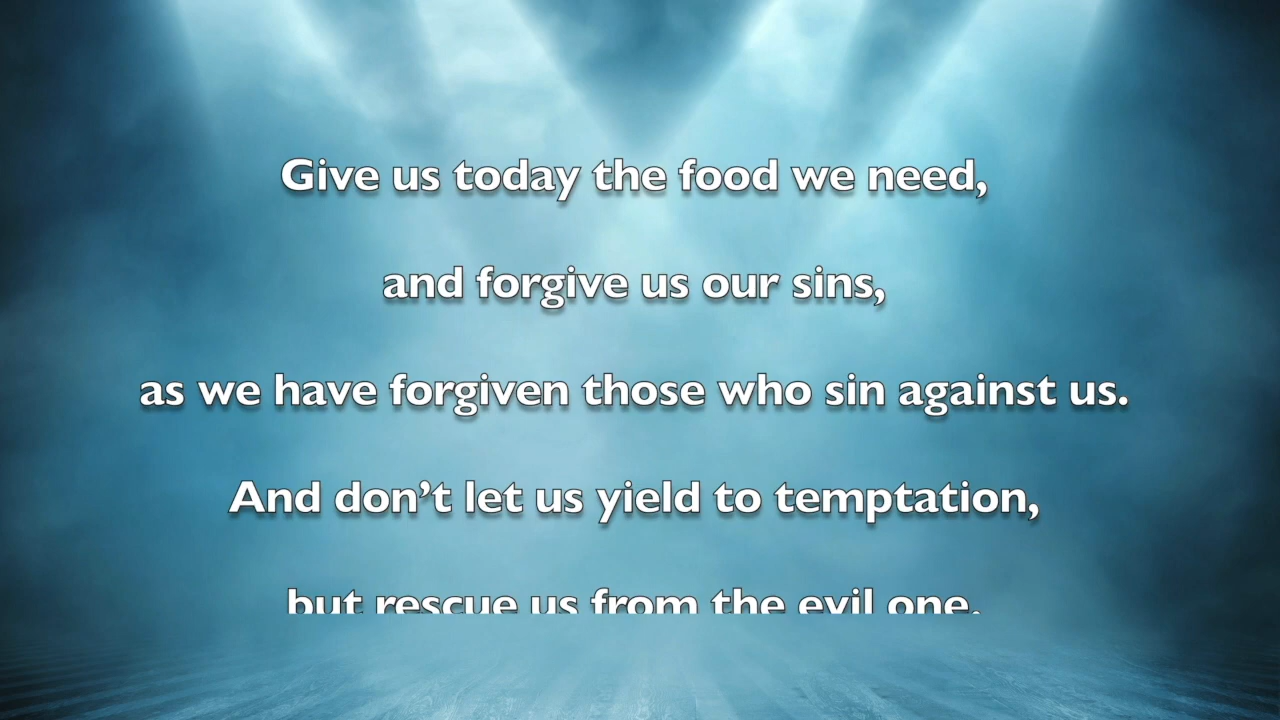 Give us today the food we need,
and forgive us our sins,
as we have forgiven those who sin against us.
And don’t let us yield to temptation,
but rescue us from the evil one.